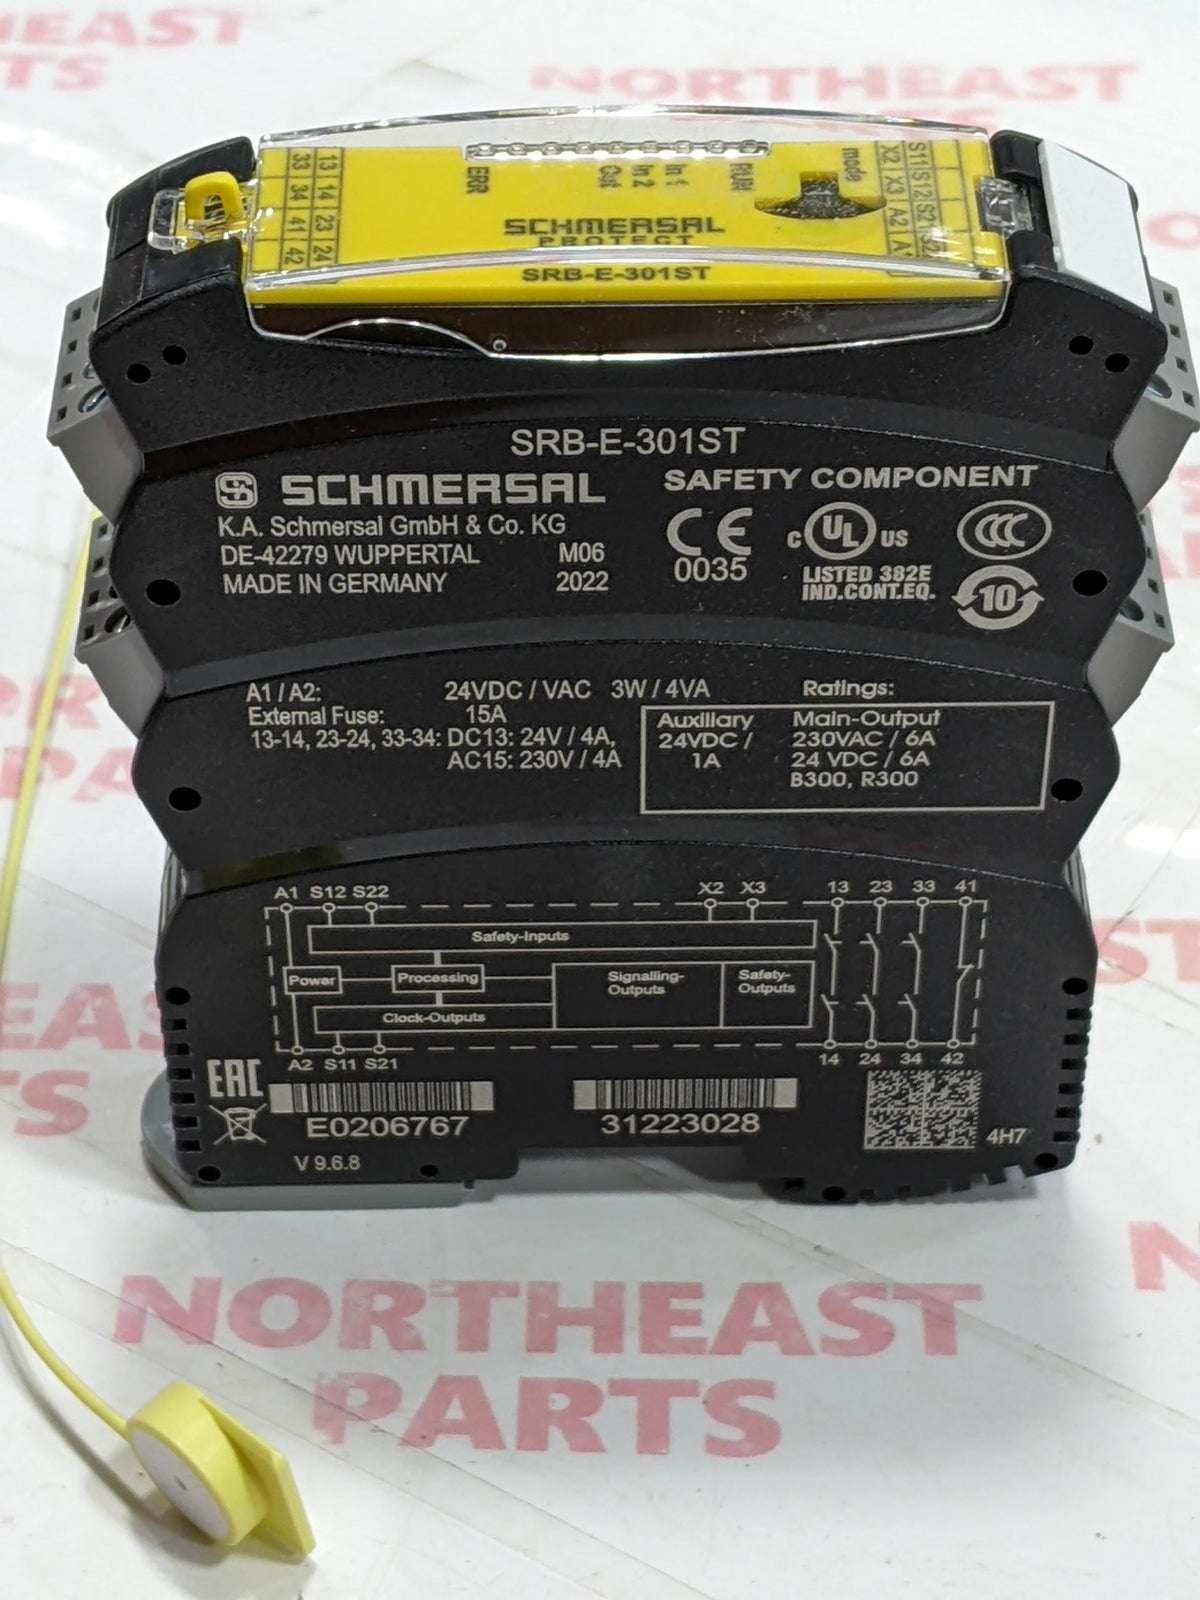 NORTHEAST
PARTS
NORTHEAST
PARTS
13 14 23 24
33 34 41 42
ERR
Out
In 2
In 1
RUN
mode
S11 S12 S21
X2 X3 A2
SCHMERSAL
PROTECT
SRB-E-301ST
SRB-E-301ST
SCHMERSAL
SAFETY COMPONENT
K.A. Schmersal GmbH & Co. KG
DE-42279 WUPPERTAL M06
MADE IN GERMANY 2022
CE
0035
c UL US
LISTED 382E
IND.CONT.EQ.
CCC
10
A1 / A2: 24VDC / VAC 3W / 4VA
External Fuse: 15A
13-14, 23-24, 33-34: DC13: 24V / 4A,
AC15: 230V / 4A
Ratings:
Auxiliary Main-Output
24VDC / 230VAC / 6A
1A 24 VDC / 6A
B300, R300
A1 S12 S22 X2 X3 13 23 33 41
Safety-Inputs
Power
Processing
Signalling-
Outputs
Safety-
Outputs
Clock-Outputs
A2 S11 S21 14 24 34 42
EAC
E0206767
31223028
4H7
V 9.6.8
NORTHEAST
PARTS